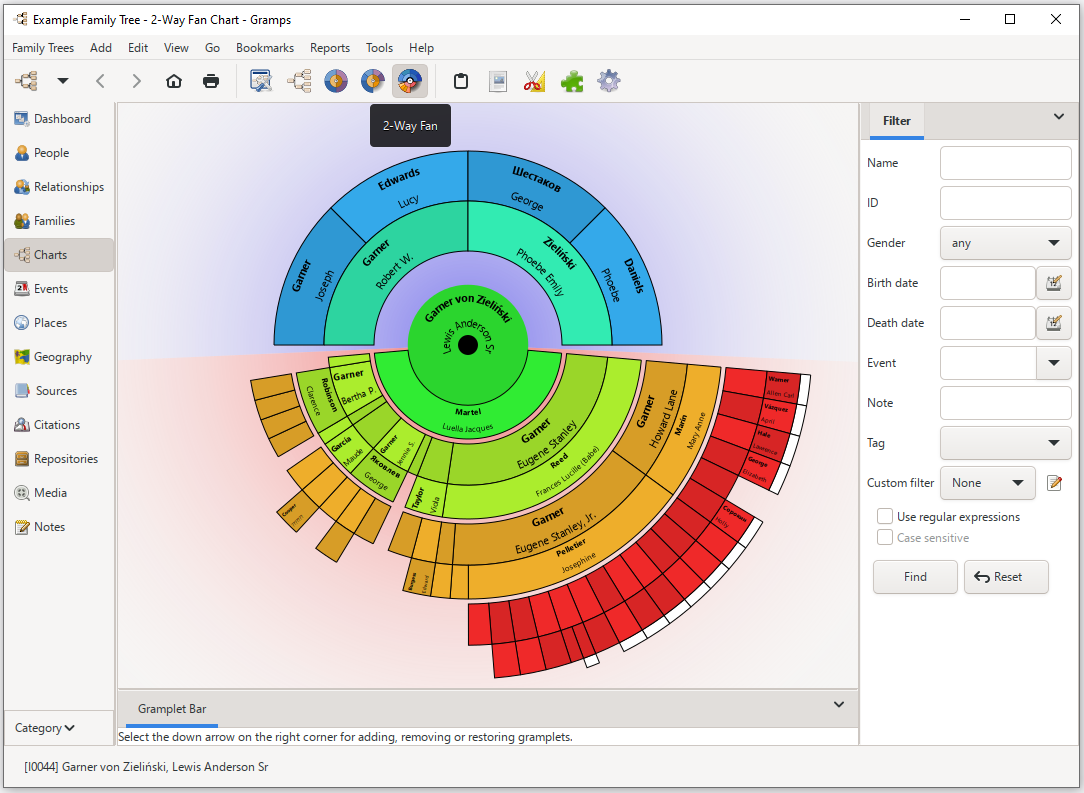 Example Family Tree - 2-Way Fan Chart - Gramps
Family Trees Add Edit View Go Bookmarks Reports Tools Help
2-Way Fan
Dashboard
People
Relationships
Families
Charts
Events
Places
Geography
Sources
Citations
Repositories
Media
Notes
Category
Garner
Joseph
Edwards
Lucy
Шестаков
George
Daniels
Phoebe
Garner
Robert W.
Zieliński
Phoebe Emily
Garner von Zieliński
Lewis Anderson Sr
Martel
Luella Jacques
Garner
Bertha P.
Robinson
Clarence
Garner
Jennie S.
Garcia
Maude
Яковлев
George
Garner
Eugene Stanley
Reed
Frances Lucille (Babe)
Taylor
Viola
Garner
Howard Lane
Marín
Mary Anne
Garner
Eugene Stanley, Jr.
Pelletier
Josephine
Cooper
Burgess
Edward
Warner
Allen Carl
Vazquez
April
Hale
Lawrence
George
Elizabeth
Сорокин
Holly
Gramplet Bar
Select the down arrow on the right corner for adding, removing or restoring gramplets.
[I0044] Garner von Zieliński, Lewis Anderson Sr
Filter
Name
ID
Gender any
Birth date
Death date
Event
Note
Tag
Custom filter None
Use regular expressions
Case sensitive
Find Reset